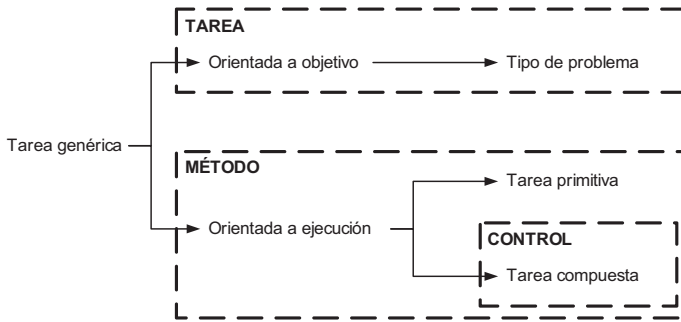 TAREA
Orientada a objetivo
Tipo de problema
Tarea genérica
MÉTODO
Tarea primitiva
Orientada a ejecución
CONTROL
Tarea compuesta